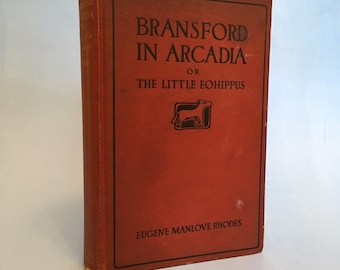 BRANSFORD
IN ARCADIA
OR
THE LITTLE EOHIPPUS
EUGENE MANLOVE RHODES